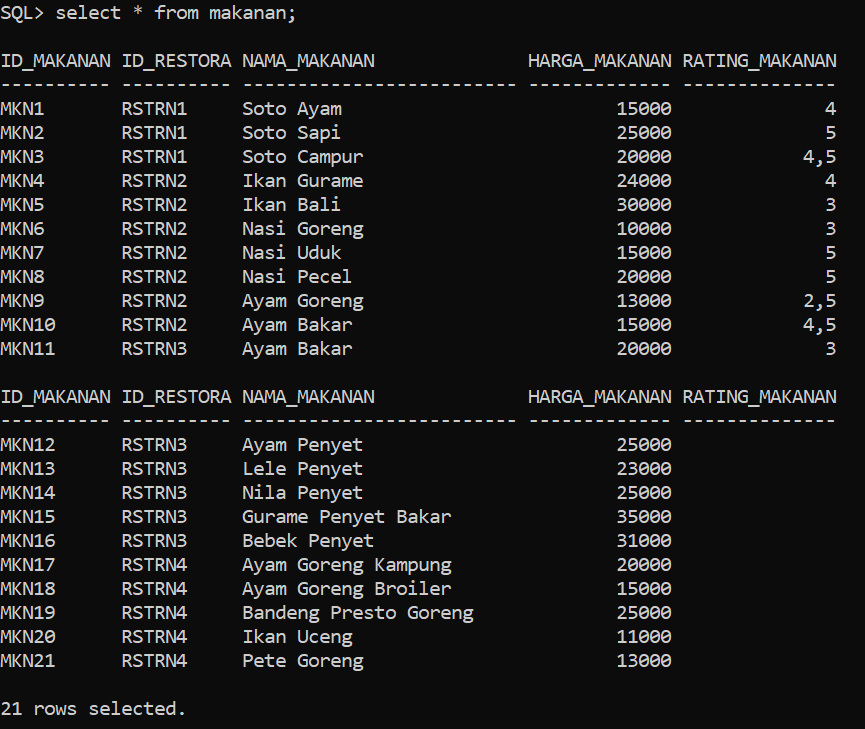 SQL> select * from makanan;
ID_MAKANAN ID_RESTORA NAMA_MAKANAN              HARGA_MAKANAN RATING_MAKANAN
---------- ---------- ------------------------- ------------- --------------
MKN1       RSTRN1     Soto Ayam                         15000              4
MKN2       RSTRN1     Soto Sapi                         25000              5
MKN3       RSTRN1     Soto Campur                       20000            4,5
MKN4       RSTRN2     Ikan Gurame                       24000              4
MKN5       RSTRN2     Ikan Bali                         30000              3
MKN6       RSTRN2     Nasi Goreng                       10000              3
MKN7       RSTRN2     Nasi Uduk                         15000              5
MKN8       RSTRN2     Nasi Pecel                        20000              5
MKN9       RSTRN2     Ayam Goreng                       13000            2,5
MKN10      RSTRN2     Ayam Bakar                        15000            4,5
MKN11      RSTRN3     Ayam Bakar                        20000              3
ID_MAKANAN ID_RESTORA NAMA_MAKANAN              HARGA_MAKANAN RATING_MAKANAN
---------- ---------- ------------------------- ------------- --------------
MKN12      RSTRN3     Ayam Penyet                       25000
MKN13      RSTRN3     Lele Penyet                       23000
MKN14      RSTRN3     Nila Penyet                       25000
MKN15      RSTRN3     Gurame Penyet Bakar               35000
MKN16      RSTRN3     Bebek Penyet                      31000
MKN17      RSTRN4     Ayam Goreng Kampung               20000
MKN18      RSTRN4     Ayam Goreng Broiler               15000
MKN19      RSTRN4     Bandeng Presto Goreng             25000
MKN20      RSTRN4     Ikan Uceng                        11000
MKN21      RSTRN4     Pete Goreng                       13000
21 rows selected.